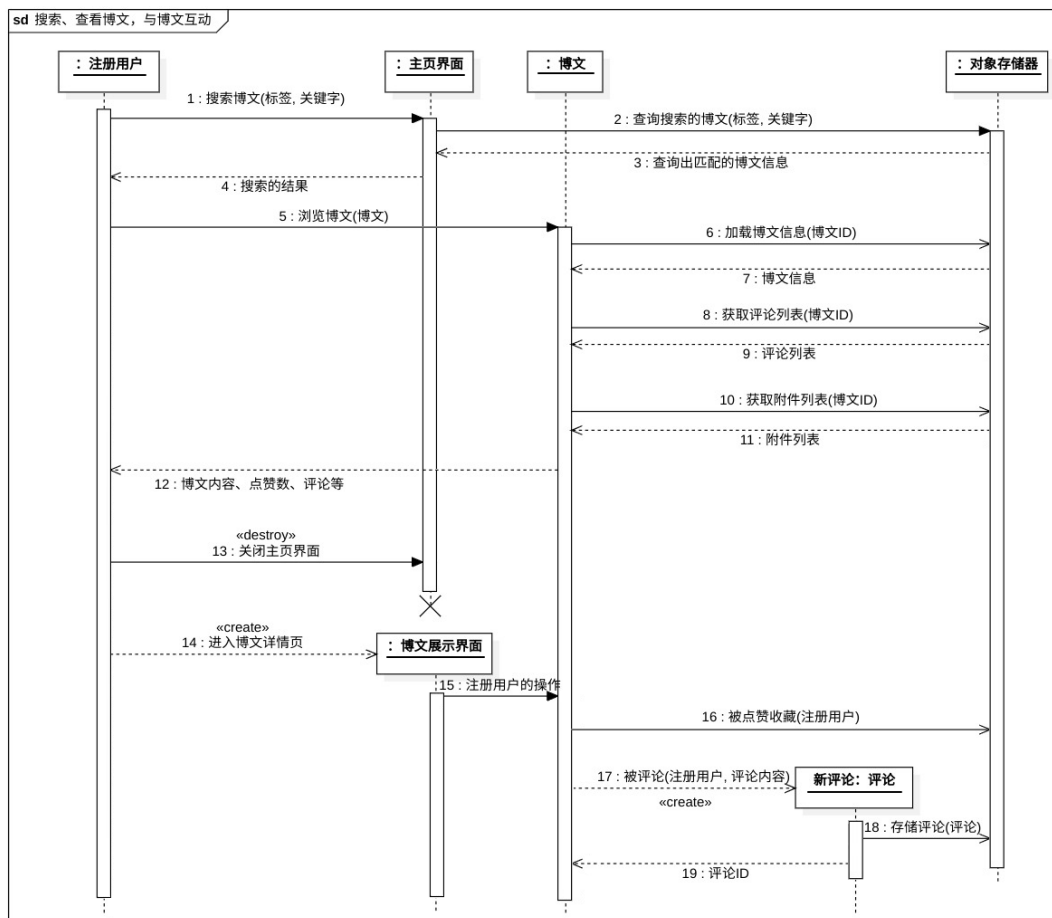 sd 搜索、查看博文，与博文互动
：注册用户
：主页界面
：博文
：对象存储器
1 : 搜索博文(标签, 关键字)
2 : 查询搜索的博文(标签, 关键字)
3 : 查询出匹配的博文信息
4 : 搜索的结果
5 : 浏览博文(博文)
6 : 加载博文信息(博文ID)
7 : 博文信息
8 : 获取评论列表(博文ID)
9 : 评论列表
10 : 获取附件列表(博文ID)
11 : 附件列表
12 : 博文内容、点赞数、评论等
«destroy»
13 : 关闭主页界面
«create»
14 : 进入博文详情页
：博文展示界面
15 : 注册用户的操作
16 : 被点赞收藏(注册用户)
17 : 被评论(注册用户, 评论内容)
«create»
新评论：评论
18 : 存储评论(评论)
19 : 评论ID